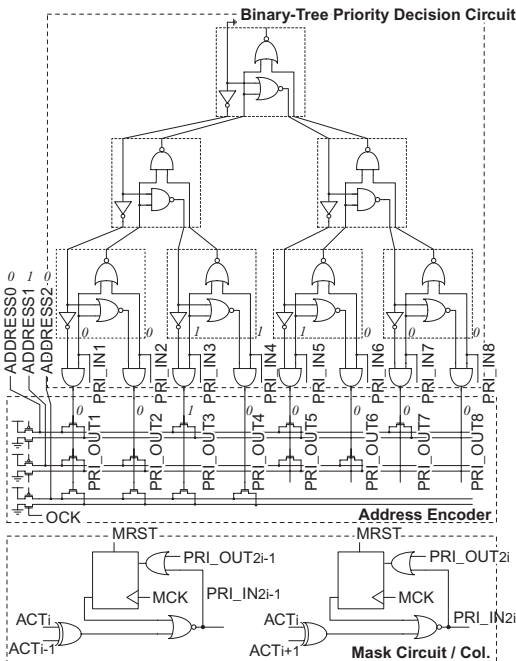 Binary-Tree Priority Decision Circuit
0 1 0
ADDRESS0
ADDRESS1
ADDRESS2
0 0 1 1 1 0 0 0
PRI_IN1
PRI_IN2
PRI_IN3
PRI_IN4
PRI_IN5
PRI_IN6
PRI_IN7
PRI_IN8
0 0 1 0 0 0 0 0
PRI_OUT1
PRI_OUT2
PRI_OUT3
PRI_OUT4
PRI_OUT5
PRI_OUT6
PRI_OUT7
PRI_OUT8
OCK
Address Encoder
MRST
PRI_OUT2i-1
MCK
PRI_IN2i-1
ACTi
ACTi-1
MRST
PRI_OUT2i
MCK
PRI_IN2i
ACTi
ACTi+1
Mask Circuit / Col.